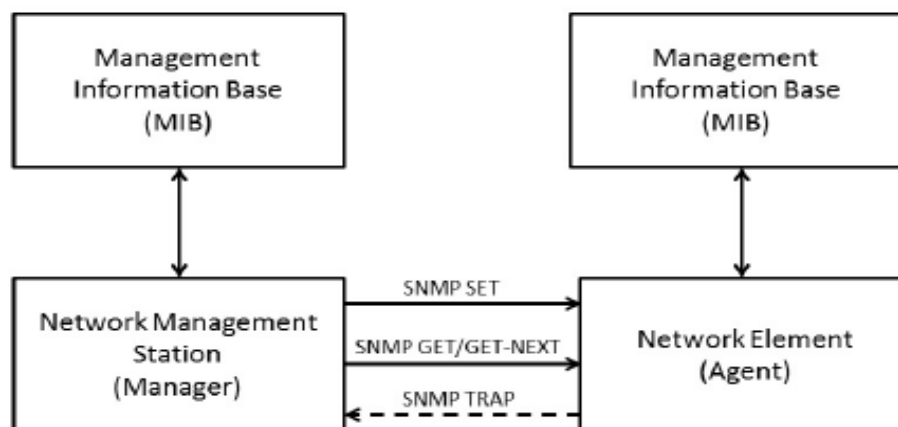 Management
Information Base
(MIB)
Management
Information Base
(MIB)
Network Management
Station
(Manager)
SNMP SET
SNMP GET/GET-NEXT
SNMP TRAP
Network Element
(Agent)